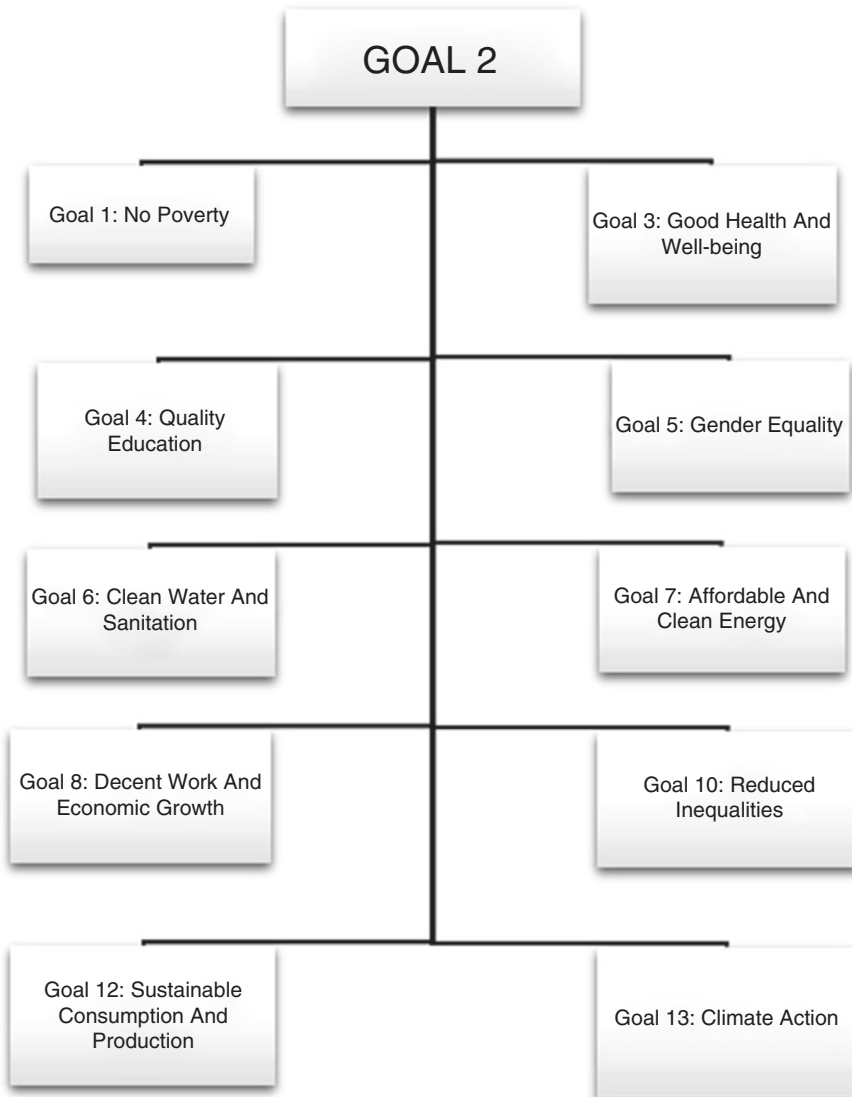 GOAL 2
Goal 1: No Poverty
Goal 3: Good Health And
Well-being
Goal 4: Quality
Education
Goal 5: Gender Equality
Goal 6: Clean Water And
Sanitation
Goal 7: Affordable And
Clean Energy
Goal 8: Decent Work And
Economic Growth
Goal 10: Reduced
Inequalities
Goal 12: Sustainable
Consumption And
Production
Goal 13: Climate Action